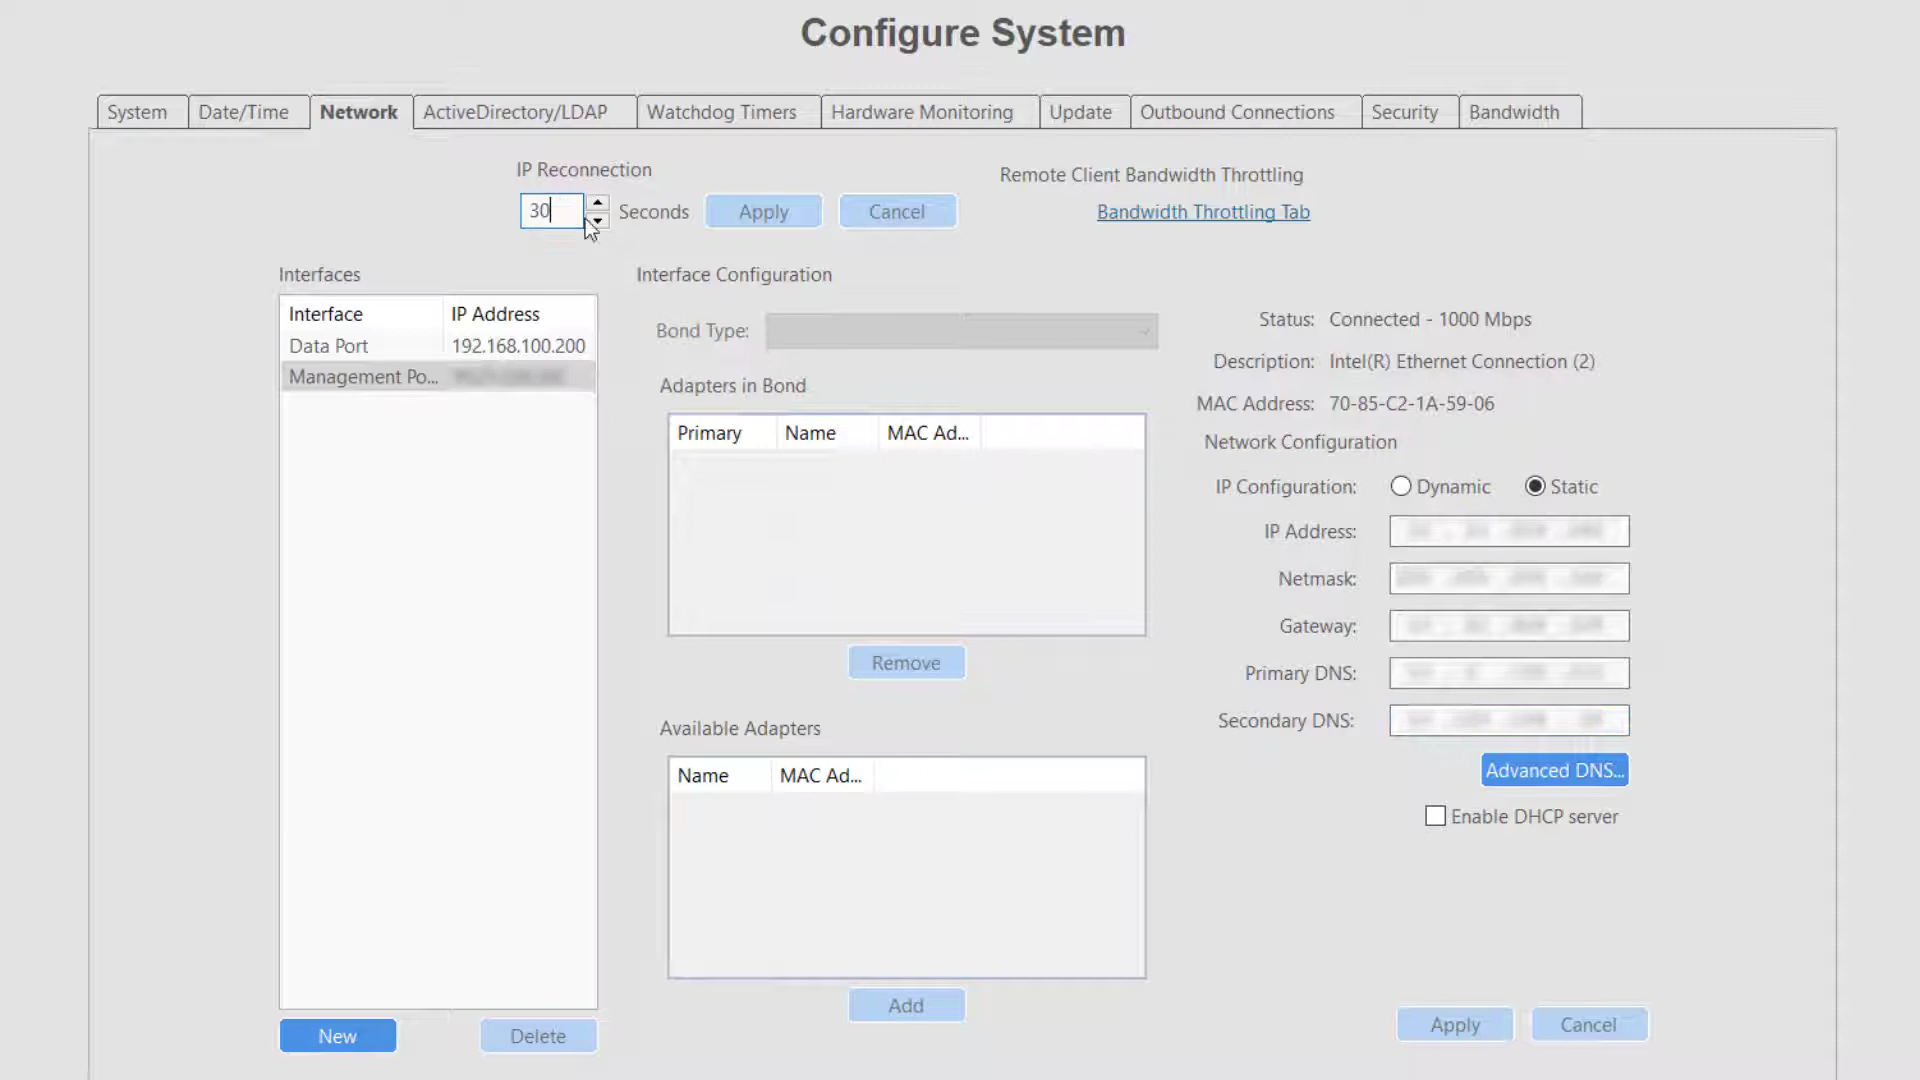 Configure System
System Date/Time Network ActiveDirectory/LDAP Watchdog Timers Hardware Monitoring Update Outbound Connections Security Bandwidth
IP Reconnection
30 Seconds Apply Cancel
Remote Client Bandwidth Throttling
Bandwidth Throttling Tab
Interfaces
Interface IP Address
Data Port 192.168.100.200
Management Po...
New Delete
Interface Configuration
Bond Type:
Adapters in Bond
Primary Name MAC Ad...
Remove
Available Adapters
Name MAC Ad...
Add
Status: Connected - 1000 Mbps
Description: Intel(R) Ethernet Connection (2)
MAC Address: 70-85-C2-1A-59-06
Network Configuration
IP Configuration: Dynamic Static
IP Address:
Netmask:
Gateway:
Primary DNS:
Secondary DNS:
Advanced DNS...
Enable DHCP server
Apply Cancel